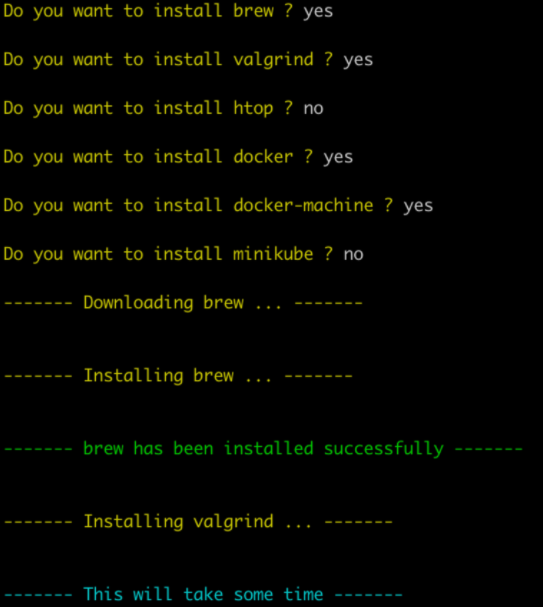 Do you want to install brew ? yes
Do you want to install valgrind ? yes
Do you want to install htop ? no
Do you want to install docker ? yes
Do you want to install docker-machine ? yes
Do you want to install minikube ? no
------- Downloading brew ... -------
------- Installing brew ... -------
------- brew has been installed successfully -------
------- Installing valgrind ... -------
------- This will take some time -------